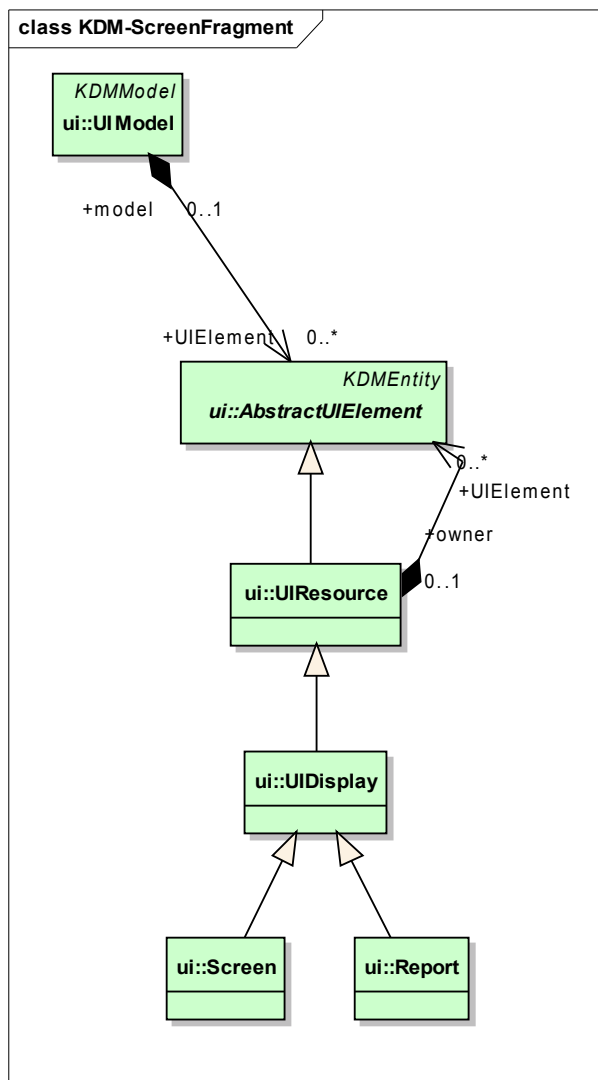 class KDM-ScreenFragment
KDMModel
ui::UIModel
+model 0..1
+UIElement 0..*
KDMEntity
ui::AbstractUIElement
0..*
+UIElement
+owner
ui::UIResource 0..1
ui::UIDisplay
ui::Screen ui::Report